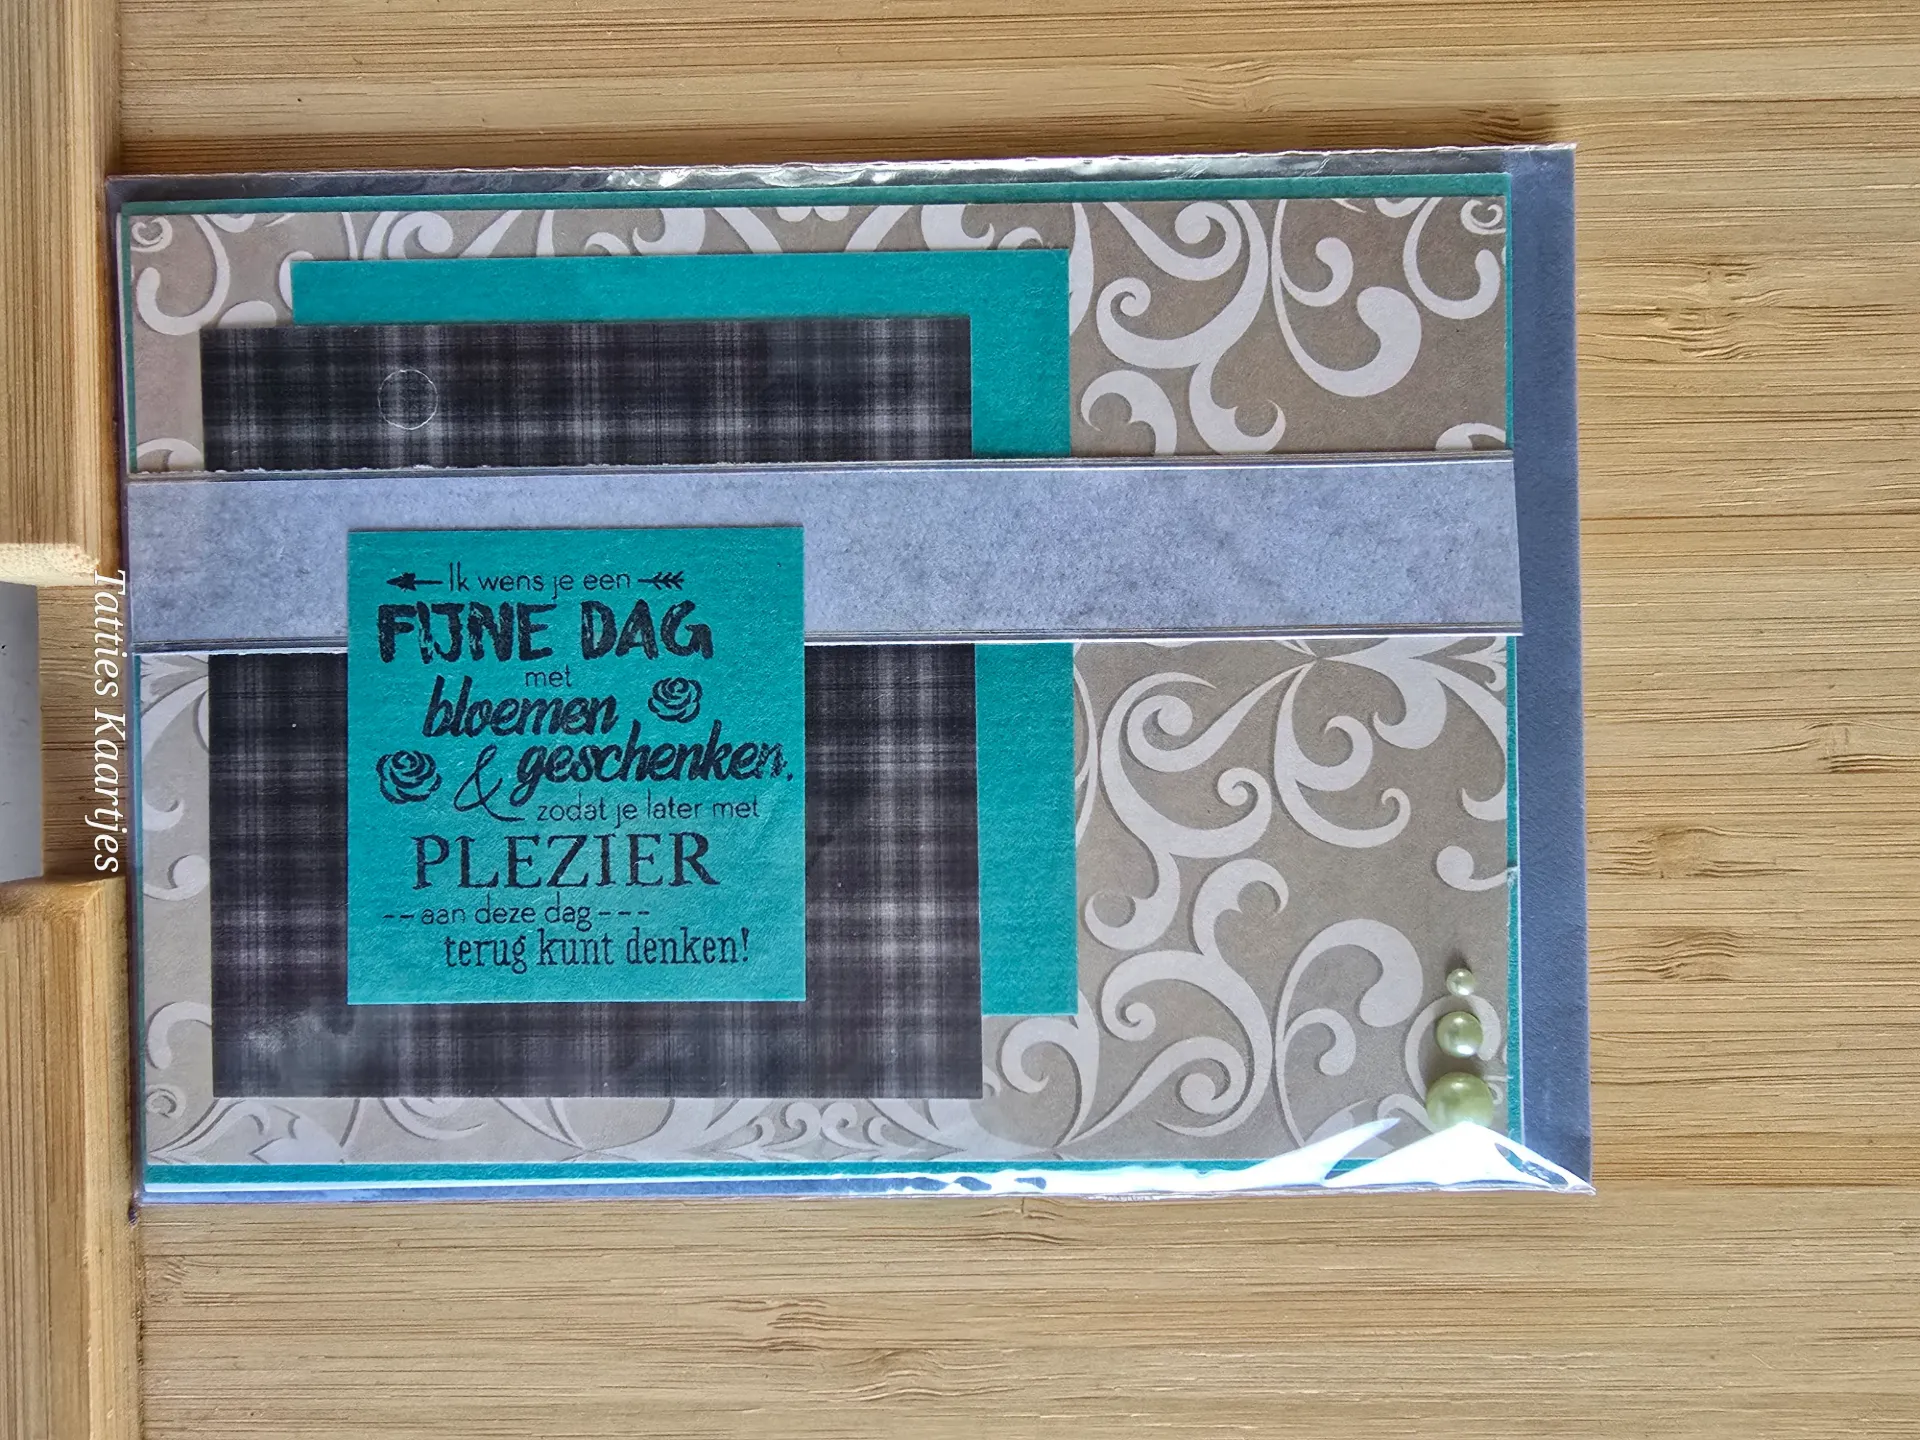 Ik wens je een
FIJNE DAG
met
bloemen
& geschenken.
zodat je later met
PLEZIER
--aan deze dag---
terug kunt denken!
Tatties Kaartjes